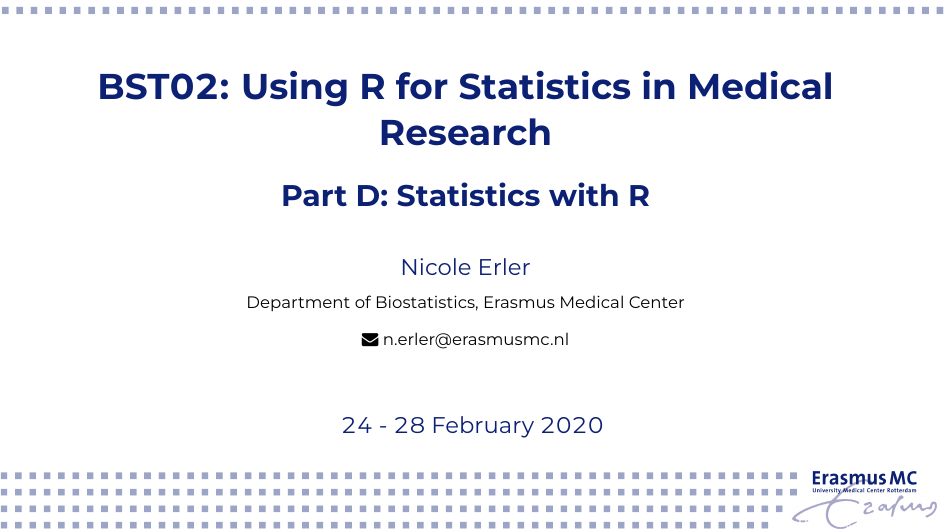 BST02: Using R for Statistics in Medical
Research
Part D: Statistics with R
Nicole Erler
Department of Biostatistics, Erasmus Medical Center
n.erler@erasmusmc.nl
24 - 28 February 2020
Erasmus MC
University Medical Center Rotterdam
Erasmus